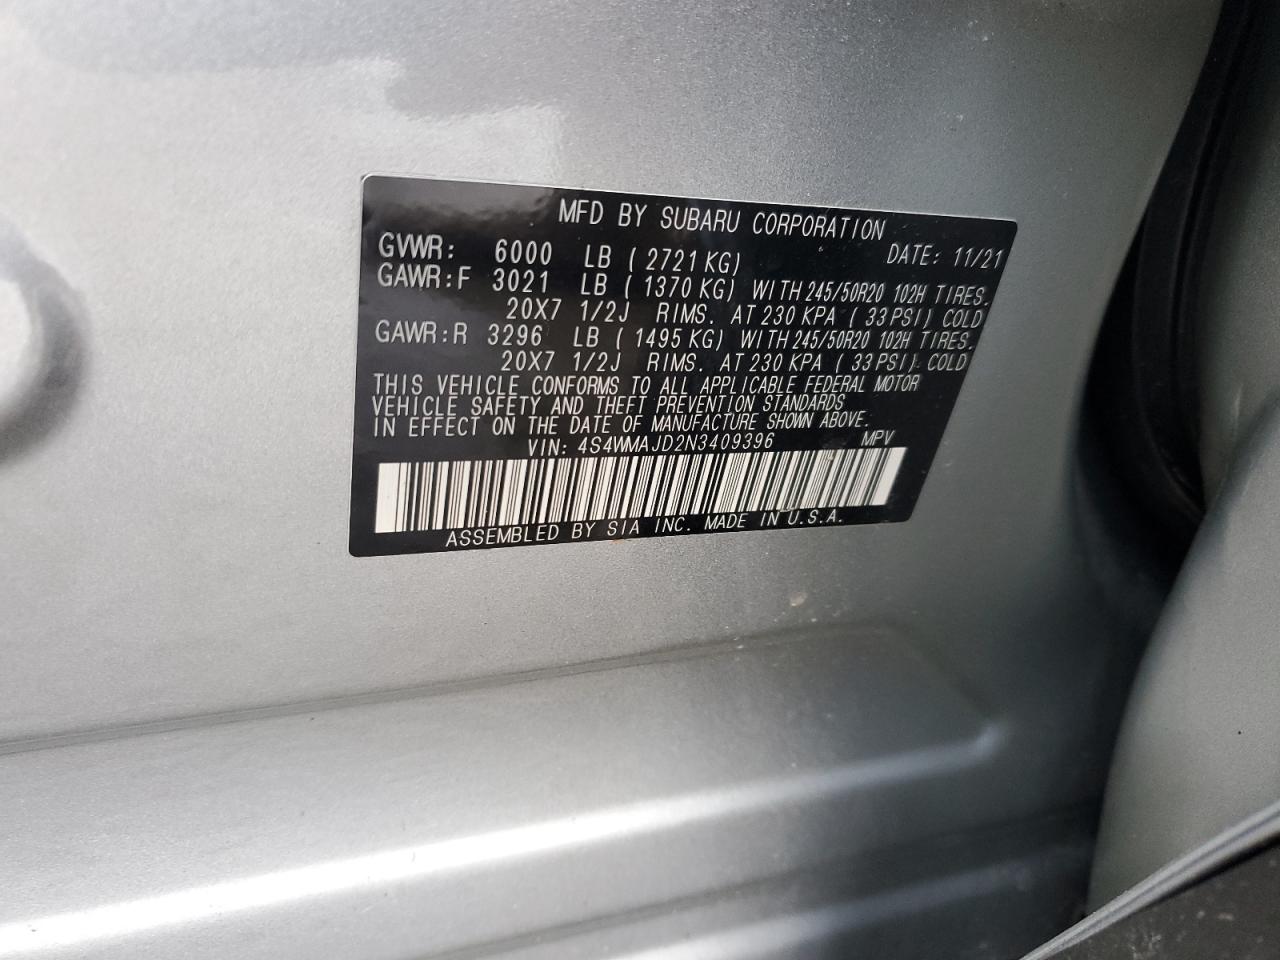 MFD BY SUBARU CORPORATION
GVWR: 6000 LB ( 2721 KG) DATE: 11/21
GAWR:F 3021 LB ( 1370 KG) WITH 245/50R20 102H TIRES.
20X7 1/2J RIMS. AT 230 KPA ( 33 PSI) COLD
GAWR:R 3296 LB ( 1495 KG) WITH 245/50R20 102H TIRES.
20X7 1/2J RIMS. AT 230 KPA ( 33 PSI) COLD
THIS VEHICLE CONFORMS TO ALL APPLICABLE FEDERAL MOTOR
VEHICLE SAFETY AND THEFT PREVENTION STANDARDS
IN EFFECT ON THE DATE OF MANUFACTURE SHOWN ABOVE.
VIN: 4S4WMAJD2N3409396 MPV
ASSEMBLED BY SIA INC. MADE IN U.S.A.